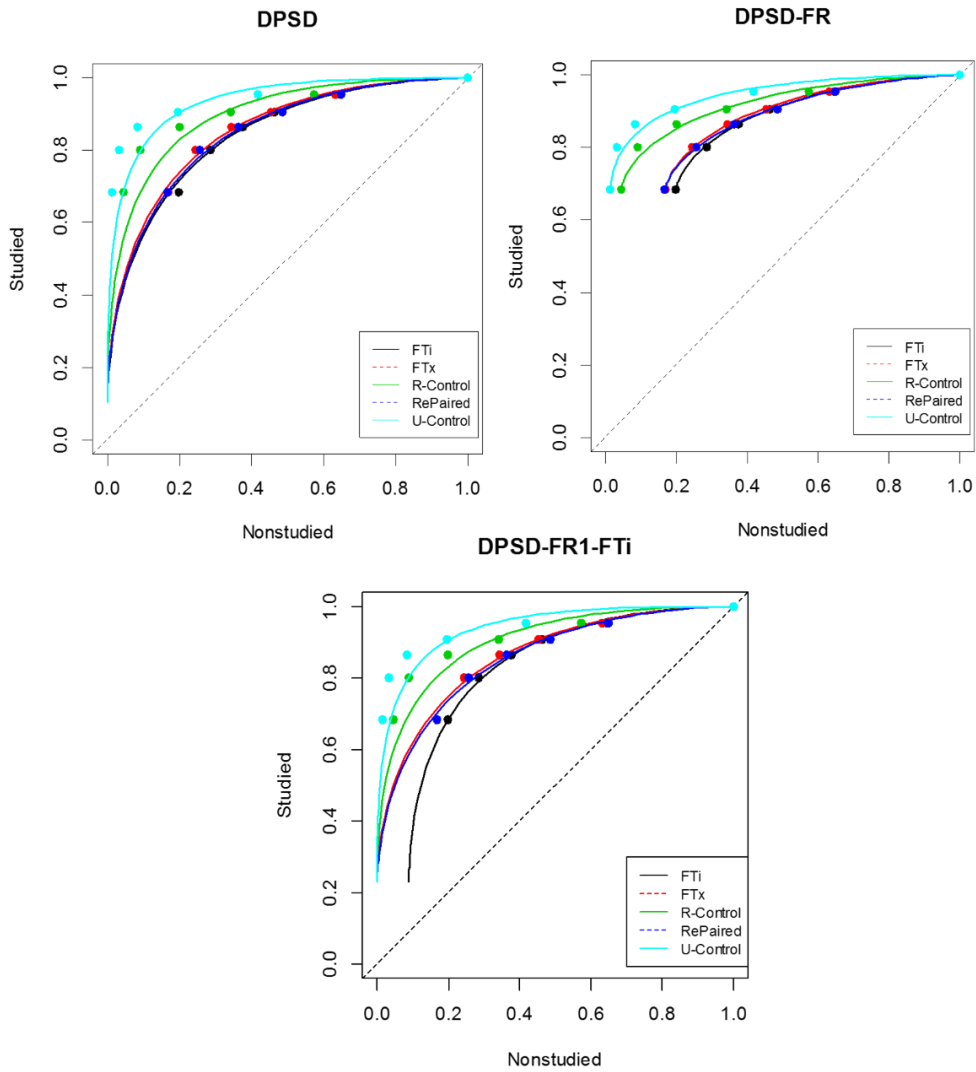 DPSD
Studied
1.0
0.8
0.6
0.4
0.2
0.0
FTi
FTx
R-Control
RePaired
U-Control
0.0 0.2 0.4 0.6 0.8 1.0
Nonstudied
DPSD-FR
Studied
1.0
0.8
0.6
0.4
0.2
0.0
FTi
FTx
R-Control
RePaired
U-Control
0.0 0.2 0.4 0.6 0.8 1.0
Nonstudied
DPSD-FR1-FTi
Studied
1.0
0.8
0.6
0.4
0.2
0.0
FTi
FTx
R-Control
RePaired
U-Control
0.0 0.2 0.4 0.6 0.8 1.0
Nonstudied